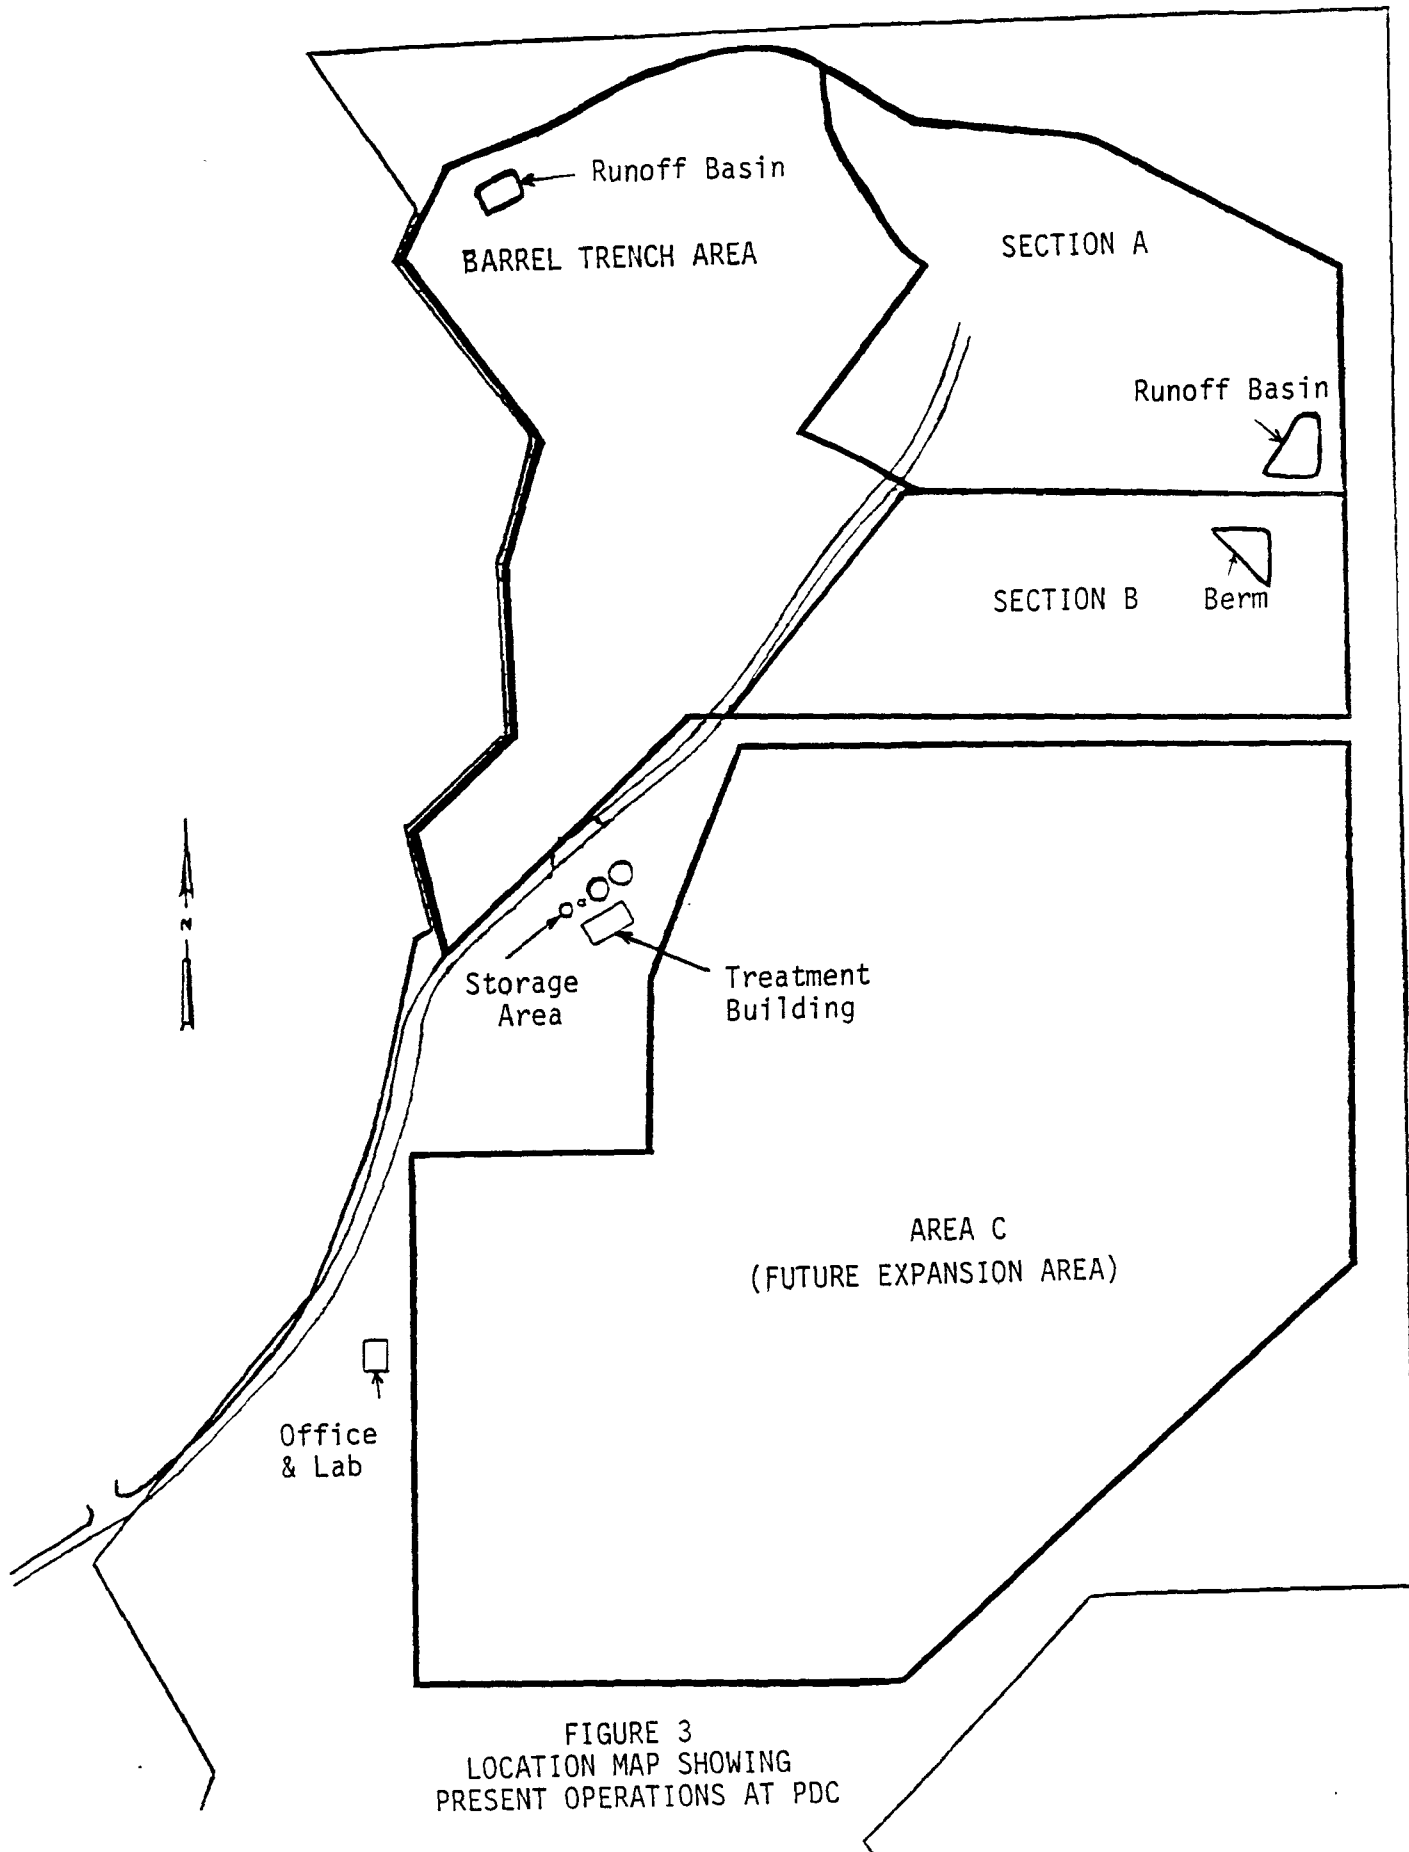 Runoff Basin
BARREL TRENCH AREA
SECTION A
Runoff Basin
SECTION B
Berm
N
Storage
Area
Treatment
Building
AREA C
(FUTURE EXPANSION AREA)
Office
& Lab
FIGURE 3
LOCATION MAP SHOWING
PRESENT OPERATIONS AT PDC